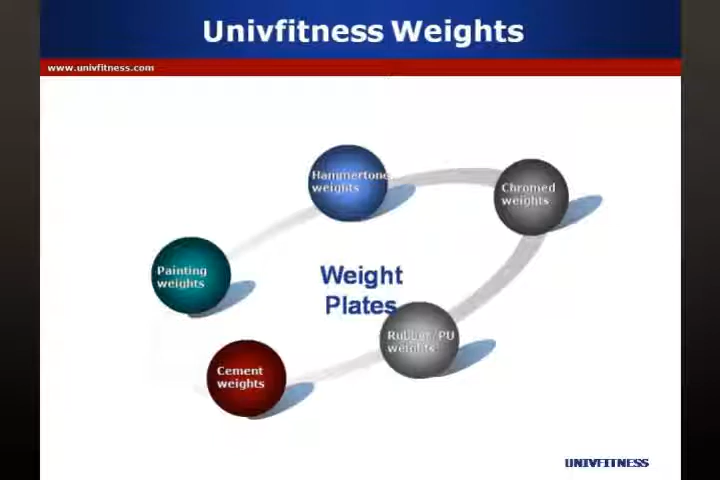 Univfitness Weights
www.univfitness.com
Hammertone
weights
Chromed
weights
Painting
weights
Weight
Plates
Rubber/PU
weights
Cement
weights
UNIVFITNESS